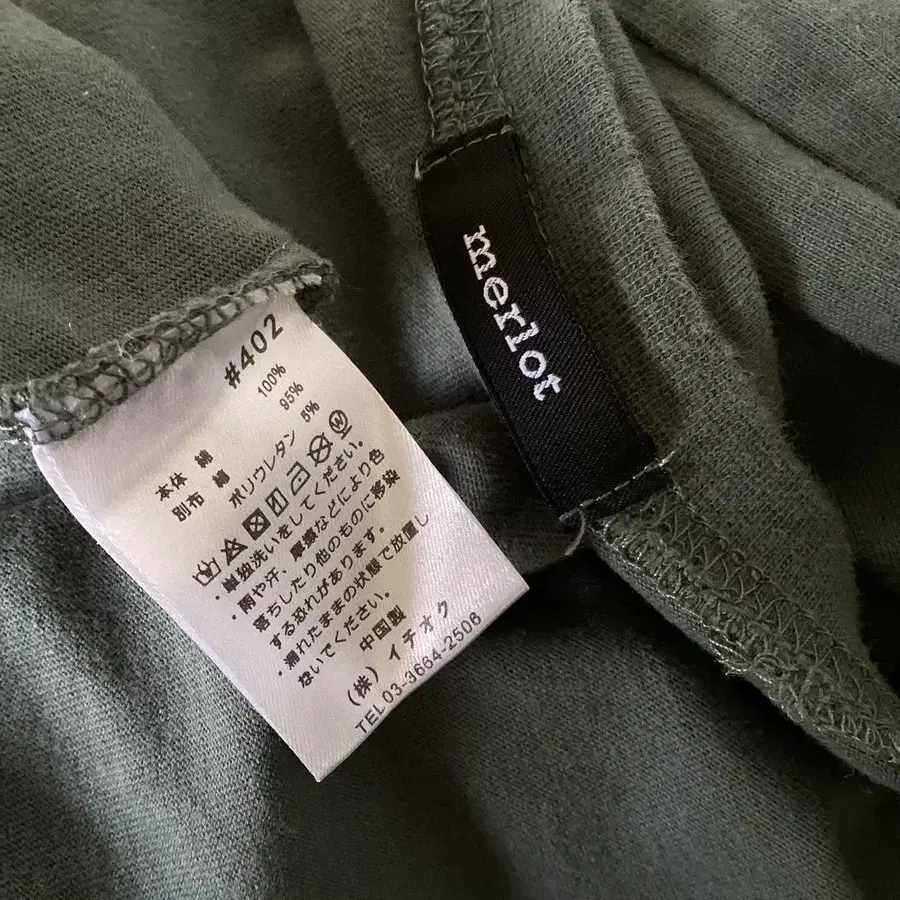 merlot
#402
本体 綿 100%
別布 綿 95%
ポリウレタン 5%
・単独洗いをしてください。
雨や汗、摩擦などにより色
落ちしたり他のものに移染
する恐れがあります。
・濡れたままの状態で放置し
ないでください。
中国製
(株)イチオク
TEL 03-3664-2506